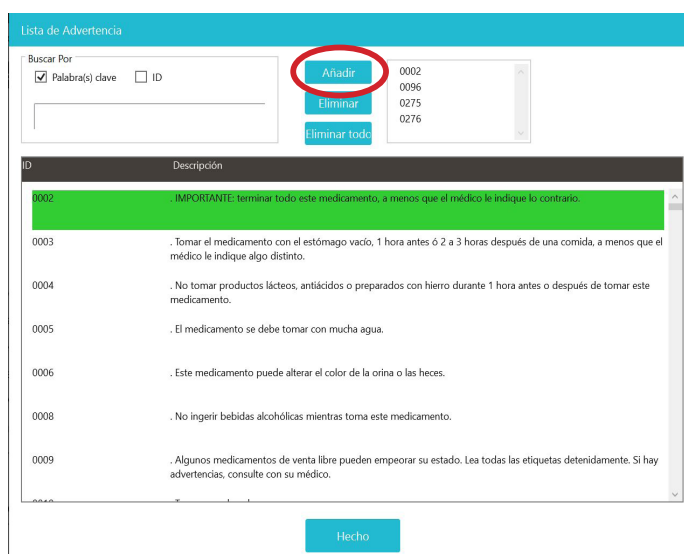 Lista de Advertencia
Buscar Por
Palabra(s) clave
ID
Añadir
Eliminar
Eliminar todo
0002
0096
0275
0276
ID Descripción
0002 . IMPORTANTE: terminar todo este medicamento, a menos que el médico le indique lo contrario.
0003 . Tomar el medicamento con el estómago vacío, 1 hora antes ó 2 a 3 horas después de una comida, a menos que el
médico le indique algo distinto.
0004 . No tomar productos lácteos, antiácidos o preparados con hierro durante 1 hora antes o después de tomar este
medicamento.
0005 . El medicamento se debe tomar con mucha agua.
0006 . Este medicamento puede alterar el color de la orina o las heces.
0008 . No ingerir bebidas alcohólicas mientras toma este medicamento.
0009 . Algunos medicamentos de venta libre pueden empeorar su estado. Lea todas las etiquetas detenidamente. Si hay
advertencias, consulte con su médico.
Hecho